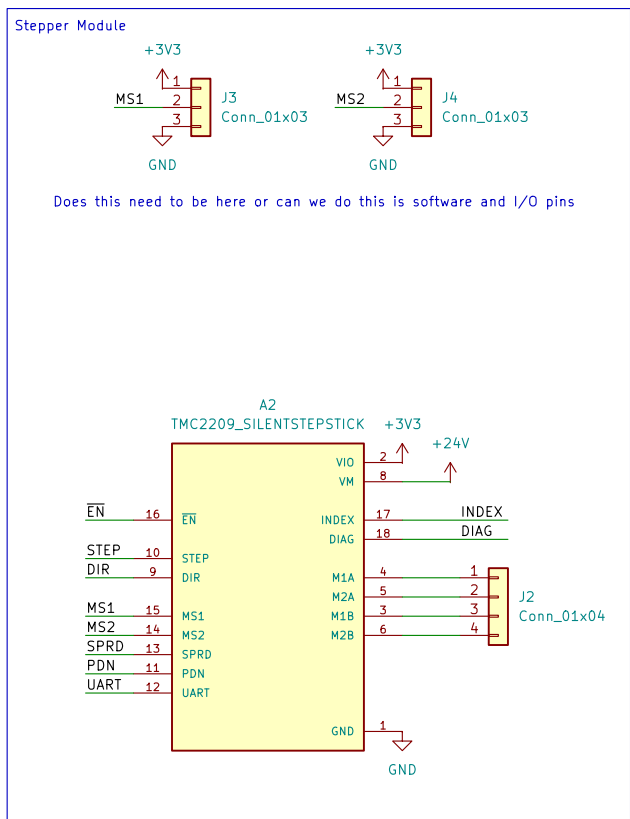 Stepper Module
+3V3
+3V3
1
MS1
2
3
J3
Conn_01x03
GND
1
MS2
2
3
J4
Conn_01x03
GND
Does this need to be here or can we do this is software and I/O pins
A2
TMC2209_SILENTSTEPSTICK
+3V3
+24V
VIO 2
VM 8
EN 16 EN
INDEX 17 INDEX
DIAG 18 DIAG
STEP 10 STEP
DIR 9 DIR
M1A 4 1
M2A 5 2
M1B 3 3
M2B 6 4
J2
Conn_01x04
MS1 15 MS1
MS2 14 MS2
SPRD 13 SPRD
PDN 11 PDN
UART 12 UART
GND 1
GND